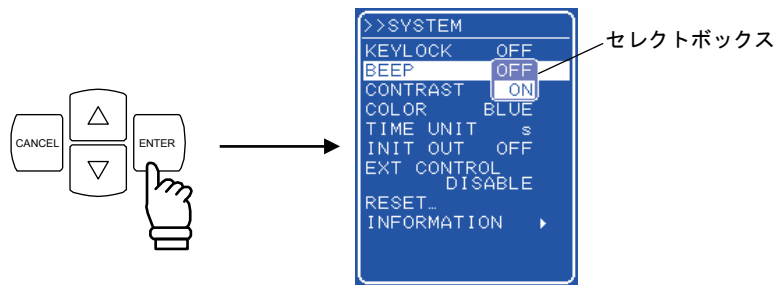 CANCEL
△
▽
ENTER
>>SYSTEM
KEYLOCK OFF
BEEP OFF
CONTRAST ON
COLOR BLUE
TIME UNIT s
INIT OUT OFF
EXT CONTROL
DISABLE
RESET…
INFORMATION ▶
セレクトボックス